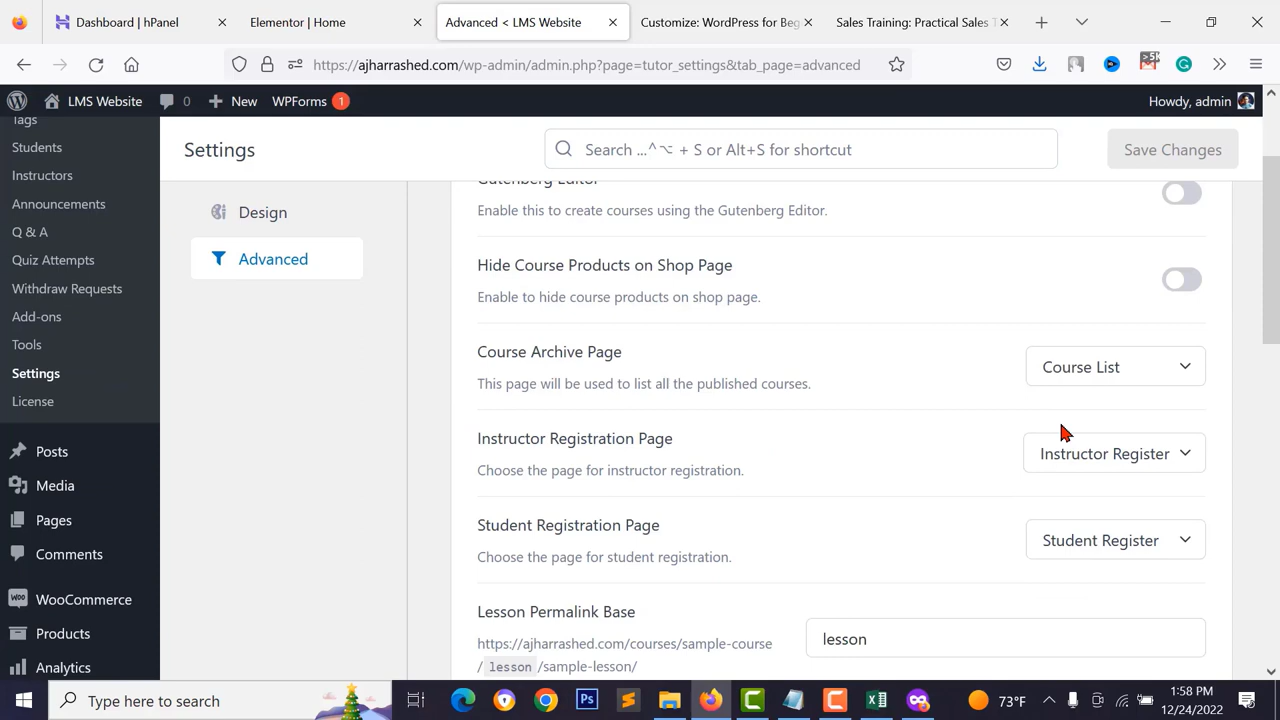 Dashboard | hPanel
Elementor | Home
Advanced < LMS Website
Customize: WordPress for Beg
Sales Training: Practical Sales T
https://ajharrashed.com/wp-admin/admin.php?page=tutor_settings&tab_page=advanced
LMS Website
0
New
WPForms 1
Howdy, admin
Tags
Students
Instructors
Announcements
Q & A
Quiz Attempts
Withdraw Requests
Add-ons
Tools
Settings
License
Posts
Media
Pages
Comments
WooCommerce
Products
Analytics
Settings
Search ...^⌥ + S or Alt+S for shortcut
Save Changes
Design
Advanced
Gutenberg Editor
Enable this to create courses using the Gutenberg Editor.
Hide Course Products on Shop Page
Enable to hide course products on shop page.
Course Archive Page
This page will be used to list all the published courses.
Course List
Instructor Registration Page
Choose the page for instructor registration.
Instructor Register
Student Registration Page
Choose the page for student registration.
Student Register
Lesson Permalink Base
https://ajharrashed.com/courses/sample-course
/ lesson /sample-lesson/
lesson
Type here to search
73°F
1:58 PM
12/24/2022